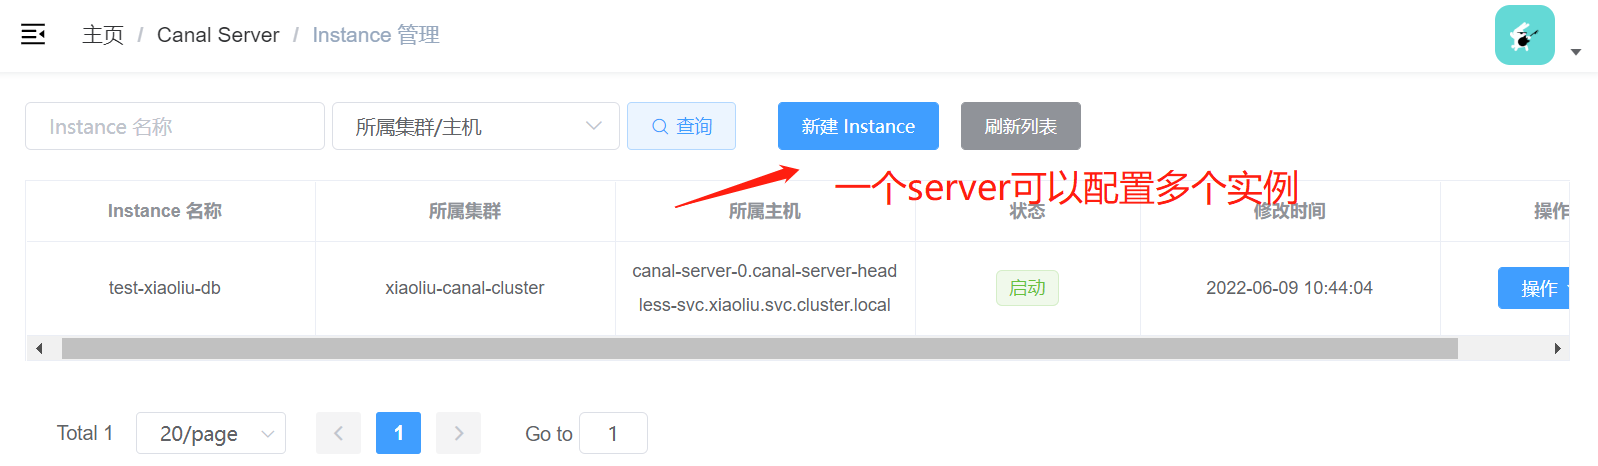 主页 / Canal Server / Instance 管理
Instance 名称 所属集群/主机 查询 新建 Instance 刷新列表
一个server可以配置多个实例
Instance 名称 所属集群 所属主机 状态 修改时间 操作
test-xiaoliu-db xiaoliu-canal-cluster canal-server-0.canal-server-head
less-svc.xiaoliu.svc.cluster.local 启动 2022-06-09 10:44:04 操作
Total 1 20/page 1 Go to 1